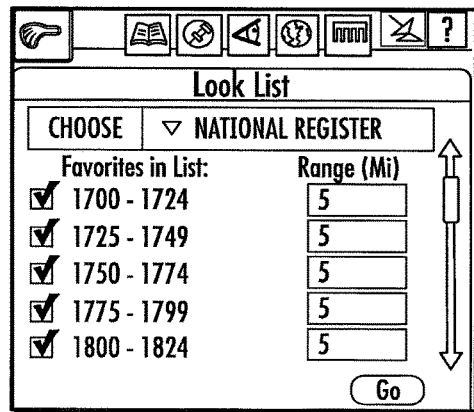 ?
Look List
CHOOSE ▽ NATIONAL REGISTER
Favorites in List: Range (Mi)
1700 - 1724 5
1725 - 1749 5
1750 - 1774 5
1775 - 1799 5
1800 - 1824 5
Go